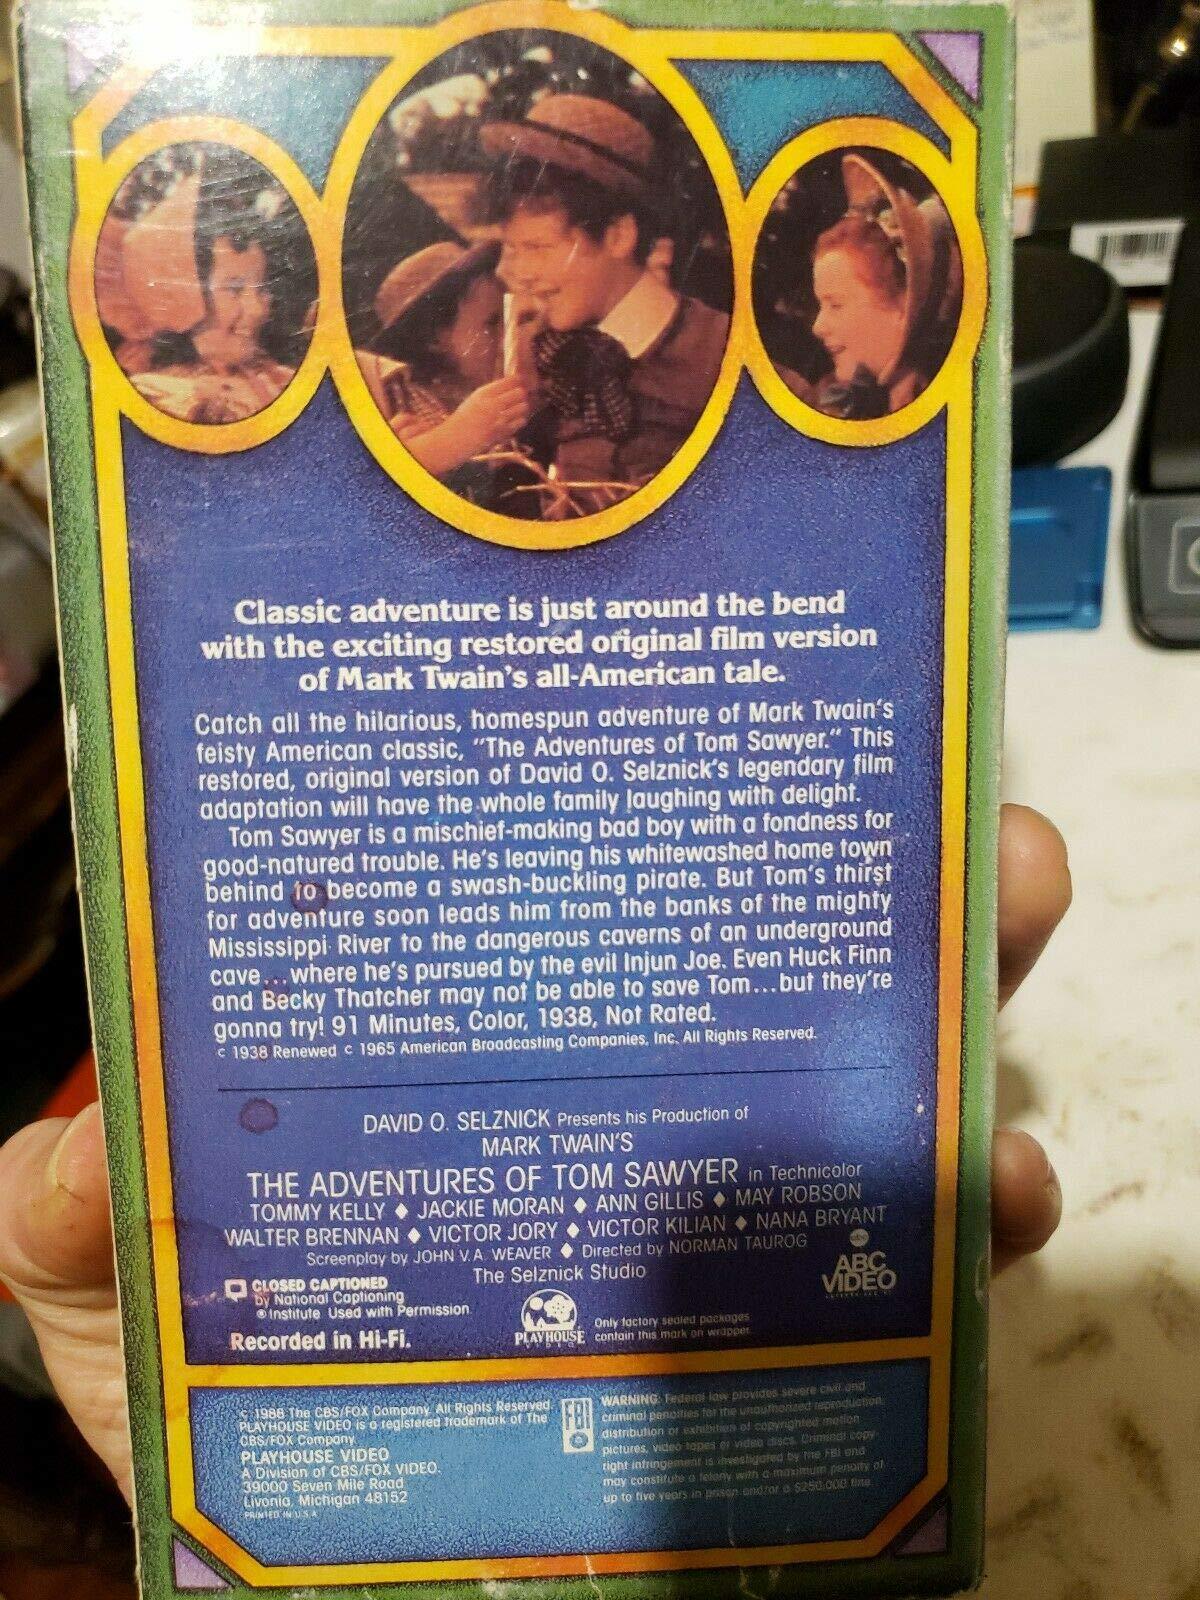 Classic adventure is just around the bend
with the exciting restored original film version
of Mark Twain's all-American tale.
Catch all the hilarious, homespun adventure of Mark Twain's
feisty American classic, "The Adventures of Tom Sawyer." This
restored, original version of David O. Selznick's legendary film
adaptation will have the whole family laughing with delight.
Tom Sawyer is a mischief-making bad boy with a fondness for
good-natured trouble. He's leaving his whitewashed home town
behind to become a swash-buckling pirate. But Tom's thirst
for adventure soon leads him from the banks of the mighty
Mississippi River to the dangerous caverns of an underground
cave...where he's pursued by the evil Injun Joe. Even Huck Finn
and Becky Thatcher may not be able to save Tom...but they're
gonna try! 91 Minutes, Color, 1938, Not Rated.
c 1938 Renewed c 1965 American Broadcasting Companies, Inc. All Rights Reserved.
DAVID O. SELZNICK Presents his Production of
MARK TWAIN'S
THE ADVENTURES OF TOM SAWYER in Technicolor
TOMMY KELLY ♦ JACKIE MORAN ♦ ANN GILLIS ♦ MAY ROBSON
WALTER BRENNAN ♦ VICTOR JORY ♦ VICTOR KILIAN ♦ NANA BRYANT
Screenplay by JOHN V.A. WEAVER ♦ Directed by NORMAN TAUROG
The Selznick Studio
abc
ABC
VIDEO
CLOSED CAPTIONED
by National Captioning
® Institute Used with Permission
Recorded in Hi-Fi.
PLAYHOUSE
VIDEO
Only factory sealed packages
contain this mark on wrapper.
c 1988 The CBS/FOX Company. All Rights Reserved.
PLAYHOUSE VIDEO is a registered trademark of The
CBS/FOX Company
PLAYHOUSE VIDEO
A Division of CBS/FOX VIDEO.
39000 Seven Mile Road
Livonia, Michigan 48152
PRINTED IN U.S.A.
FBI
WARNING: Federal law provides severe civil and
criminal penalties for the unauthorized reproduction,
distribution or exhibition of copyrighted motion
pictures, video tapes or video discs. Criminal copy-
right infringement is investigated by the FBI and
may constitute a felony with a maximum penalty of
up to five years in prison and/or a $250,000 fine.